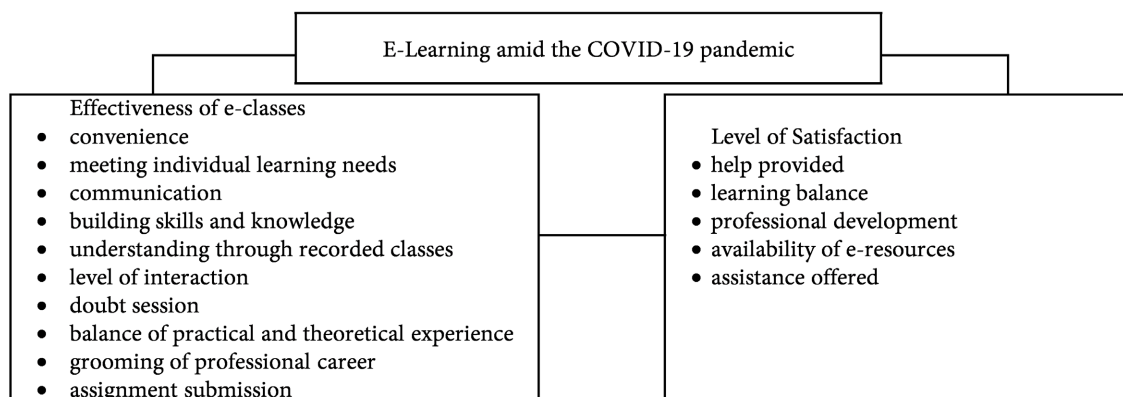 E-Learning amid the COVID-19 pandemic
Effectiveness of e-classes
• convenience
• meeting individual learning needs
• communication
• building skills and knowledge
• understanding through recorded classes
• level of interaction
• doubt session
• balance of practical and theoretical experience
• grooming of professional career
• assignment submission
Level of Satisfaction
• help provided
• learning balance
• professional development
• availability of e-resources
• assistance offered